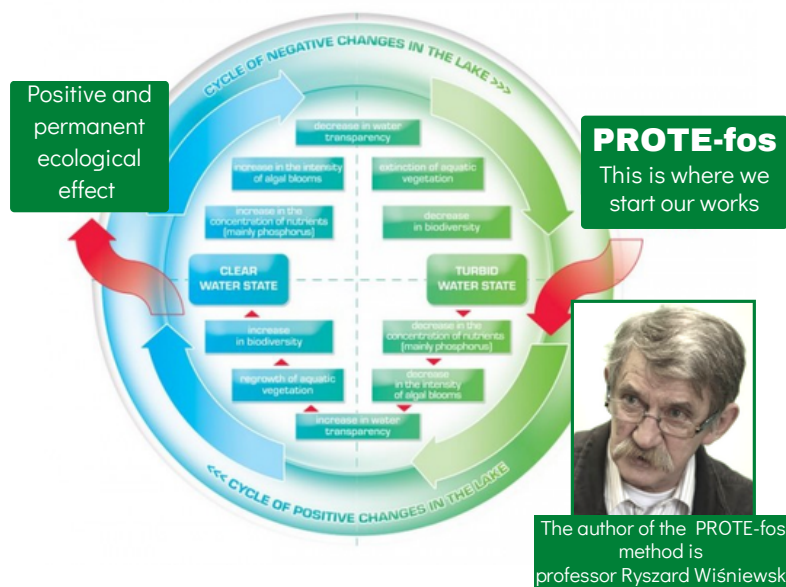 CYCLE OF NEGATIVE CHANGES IN THE LAKE >>>
Positive and
permanent
ecological
effect
PROTE-fos
This is where we
start our works
decrease in water
transparency
increase in the intensity
of algal blooms
extinction of aquatic
vegetation
increase in the
concentration of nutrients
(mainly phosphorus)
decrease
in biodiversity
CLEAR
WATER STATE
TURBID
WATER STATE
increase
in biodiversity
decrease in the
concentration of nutrients
(mainly phosphorus)
regrowth of aquatic
vegetation
decrease
in the intensity
of algal blooms
increase in water
transparency
<<< CYCLE OF POSITIVE CHANGES IN THE LAKE
The author of the PROTE-fos
method is
professor Ryszard Wiśniewsk